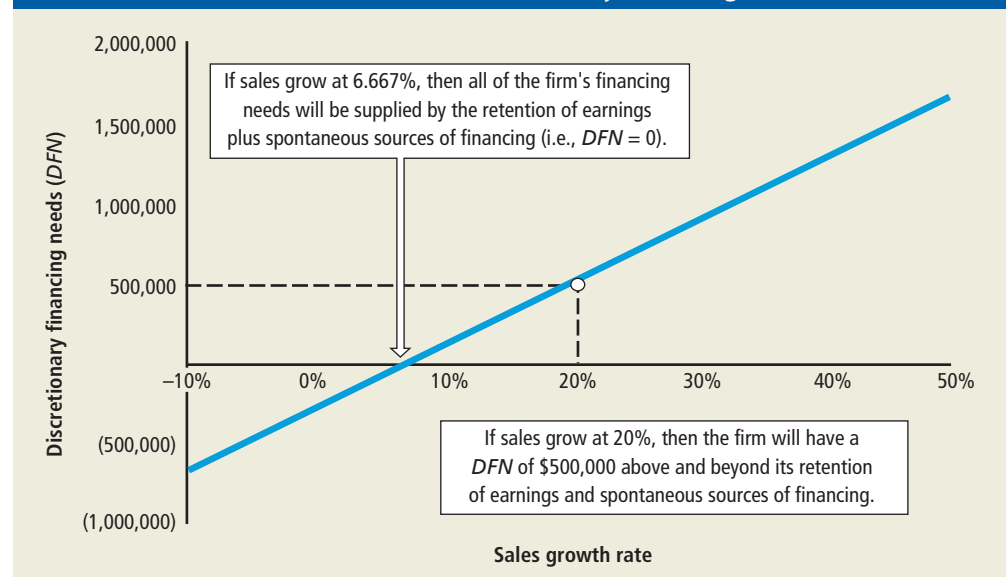 2,000,000
1,500,000
1,000,000
500,000
(500,000)
(1,000,000)
Discretionary financing needs (DFN)
If sales grow at 6.667%, then all of the firm's financing
needs will be supplied by the retention of earnings
plus spontaneous sources of financing (i.e., DFN = 0).
–10% 0% 10% 20% 30% 40% 50%
If sales grow at 20%, then the firm will have a
DFN of $500,000 above and beyond its retention
of earnings and spontaneous sources of financing.
Sales growth rate